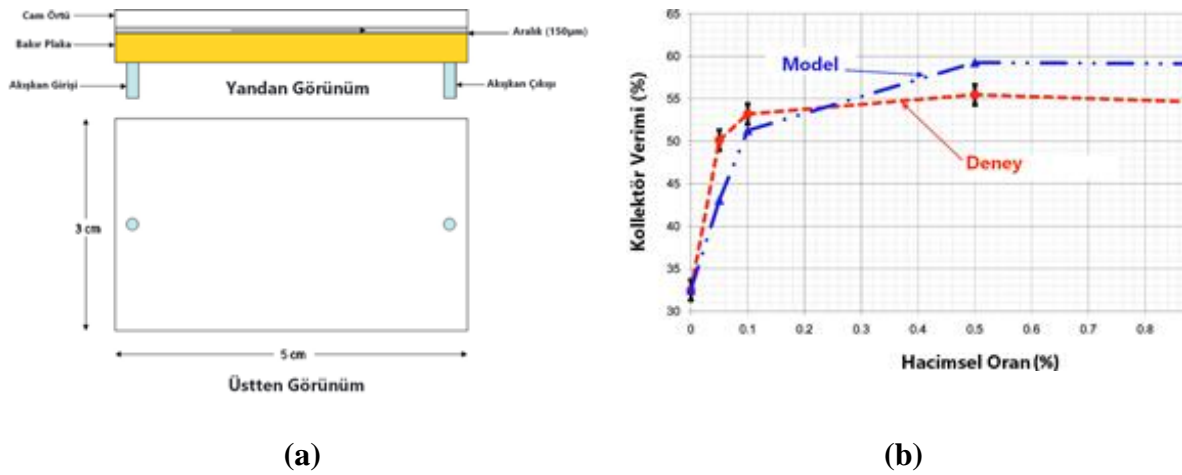 Cam Örtü
Bakır Plaka
Akışkan Girişi
Aralık (150μm)
Akışkan Çıkışı
Yandan Görünüm
3 cm
5 cm
Üstten Görünüm
(a)
Kollektör Verimi (%)
65
60
55
50
45
40
35
30
Model
Deney
0
0.1
0.2
0.3
0.4
0.5
0.6
0.7
0.8
Hacimsel Oran (%)
(b)